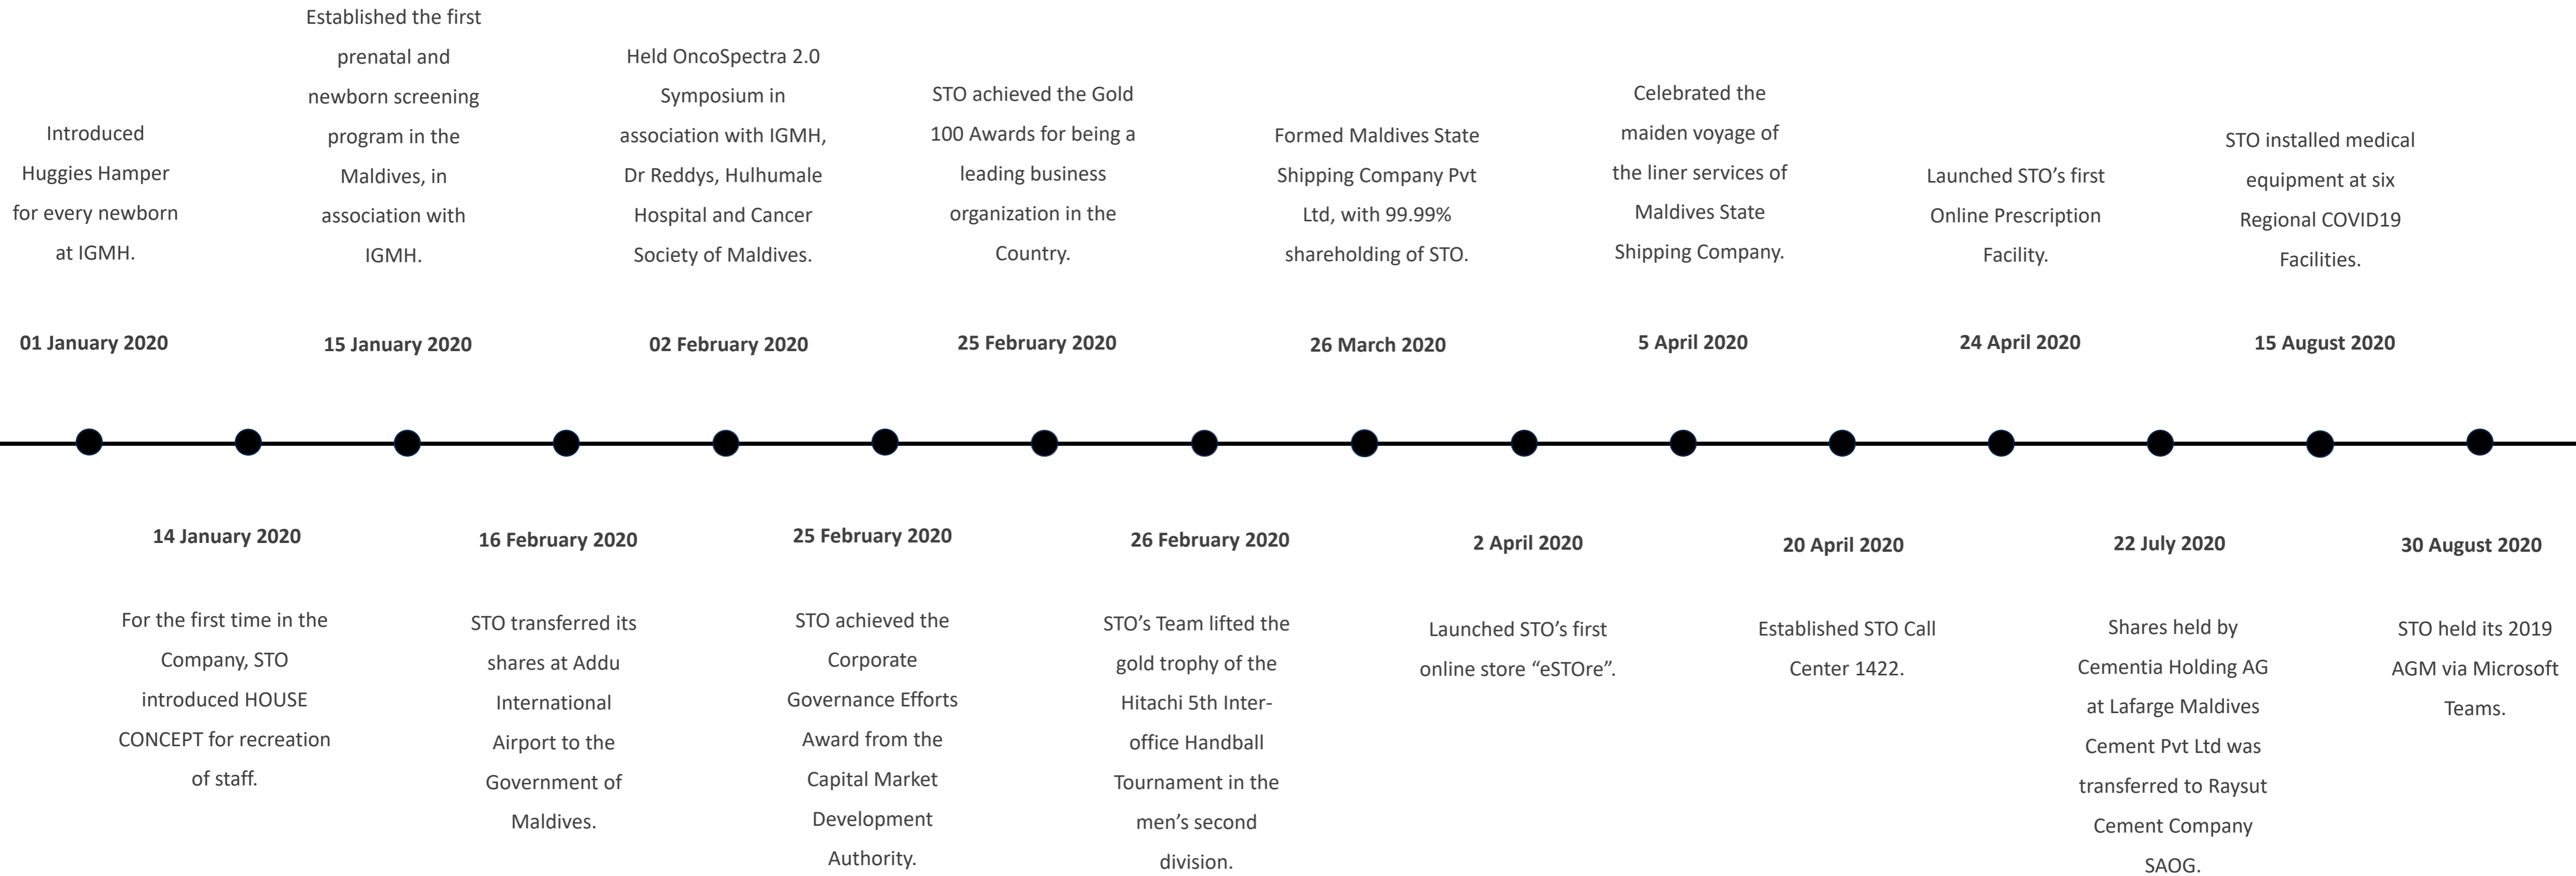 Introduced
Huggies Hamper
for every newborn
at IGMH.
01 January 2020
Established the first
prenatal and
newborn screening
program in the
Maldives, in
association with
IGMH.
15 January 2020
Held OncoSpectra 2.0
Symposium in
association with IGMH,
Dr Reddys, Hulhumale
Hospital and Cancer
Society of Maldives.
02 February 2020
STO achieved the Gold
100 Awards for being a
leading business
organization in the
Country.
25 February 2020
Formed Maldives State
Shipping Company Pvt
Ltd, with 99.99%
shareholding of STO.
26 March 2020
Celebrated the
maiden voyage of
the liner services of
Maldives State
Shipping Company.
5 April 2020
Launched STO’s first
Online Prescription
Facility.
24 April 2020
STO installed medical
equipment at six
Regional COVID19
Facilities.
15 August 2020
14 January 2020
For the first time in the
Company, STO
introduced HOUSE
CONCEPT for recreation
of staff.
16 February 2020
STO transferred its
shares at Addu
International
Airport to the
Government of
Maldives.
25 February 2020
STO achieved the
Corporate
Governance Efforts
Award from the
Capital Market
Development
Authority.
26 February 2020
STO’s Team lifted the
gold trophy of the
Hitachi 5th Inter-
office Handball
Tournament in the
men’s second
division.
2 April 2020
Launched STO’s first
online store “eSTOre”.
20 April 2020
Established STO Call
Center 1422.
22 July 2020
Shares held by
Cementia Holding AG
at Lafarge Maldives
Cement Pvt Ltd was
transferred to Raysut
Cement Company
SAOG.
30 August 2020
STO held its 2019
AGM via Microsoft
Teams.